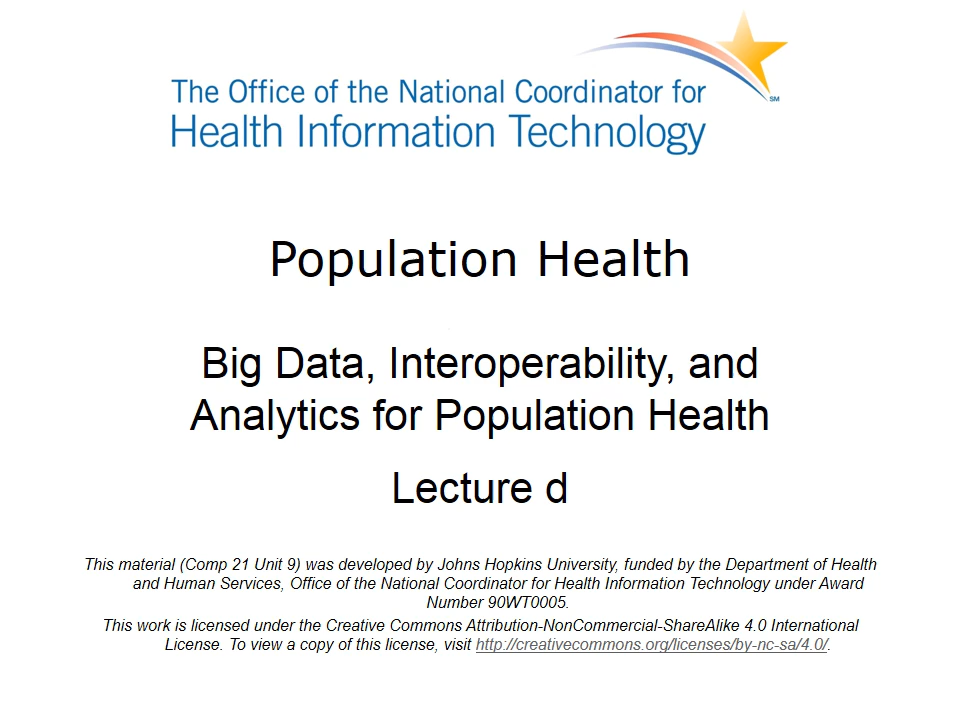 The Office of the National Coordinator for
Health Information Technology
SM
Population Health
Big Data, Interoperability, and
Analytics for Population Health
Lecture d
This material (Comp 21 Unit 9) was developed by Johns Hopkins University, funded by the Department of Health
and Human Services, Office of the National Coordinator for Health Information Technology under Award
Number 90WT0005.
This work is licensed under the Creative Commons Attribution-NonCommercial-ShareAlike 4.0 International
License. To view a copy of this license, visit http://creativecommons.org/licenses/by-nc-sa/4.0/.